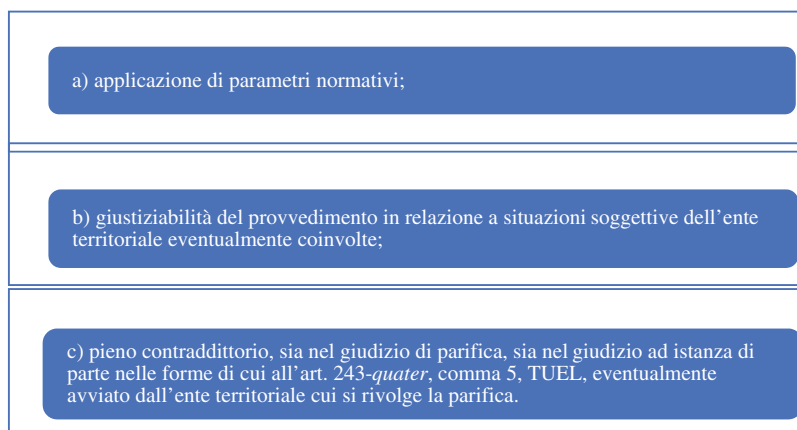 a) applicazione di parametri normativi;
b) giustiziabilità del provvedimento in relazione a situazioni soggettive dell’ente
territoriale eventualmente coinvolte;
c) pieno contraddittorio, sia nel giudizio di parifica, sia nel giudizio ad istanza di
parte nelle forme di cui all’art. 243-quater, comma 5, TUEL, eventualmente
avviato dall’ente territoriale cui si rivolge la parifica.